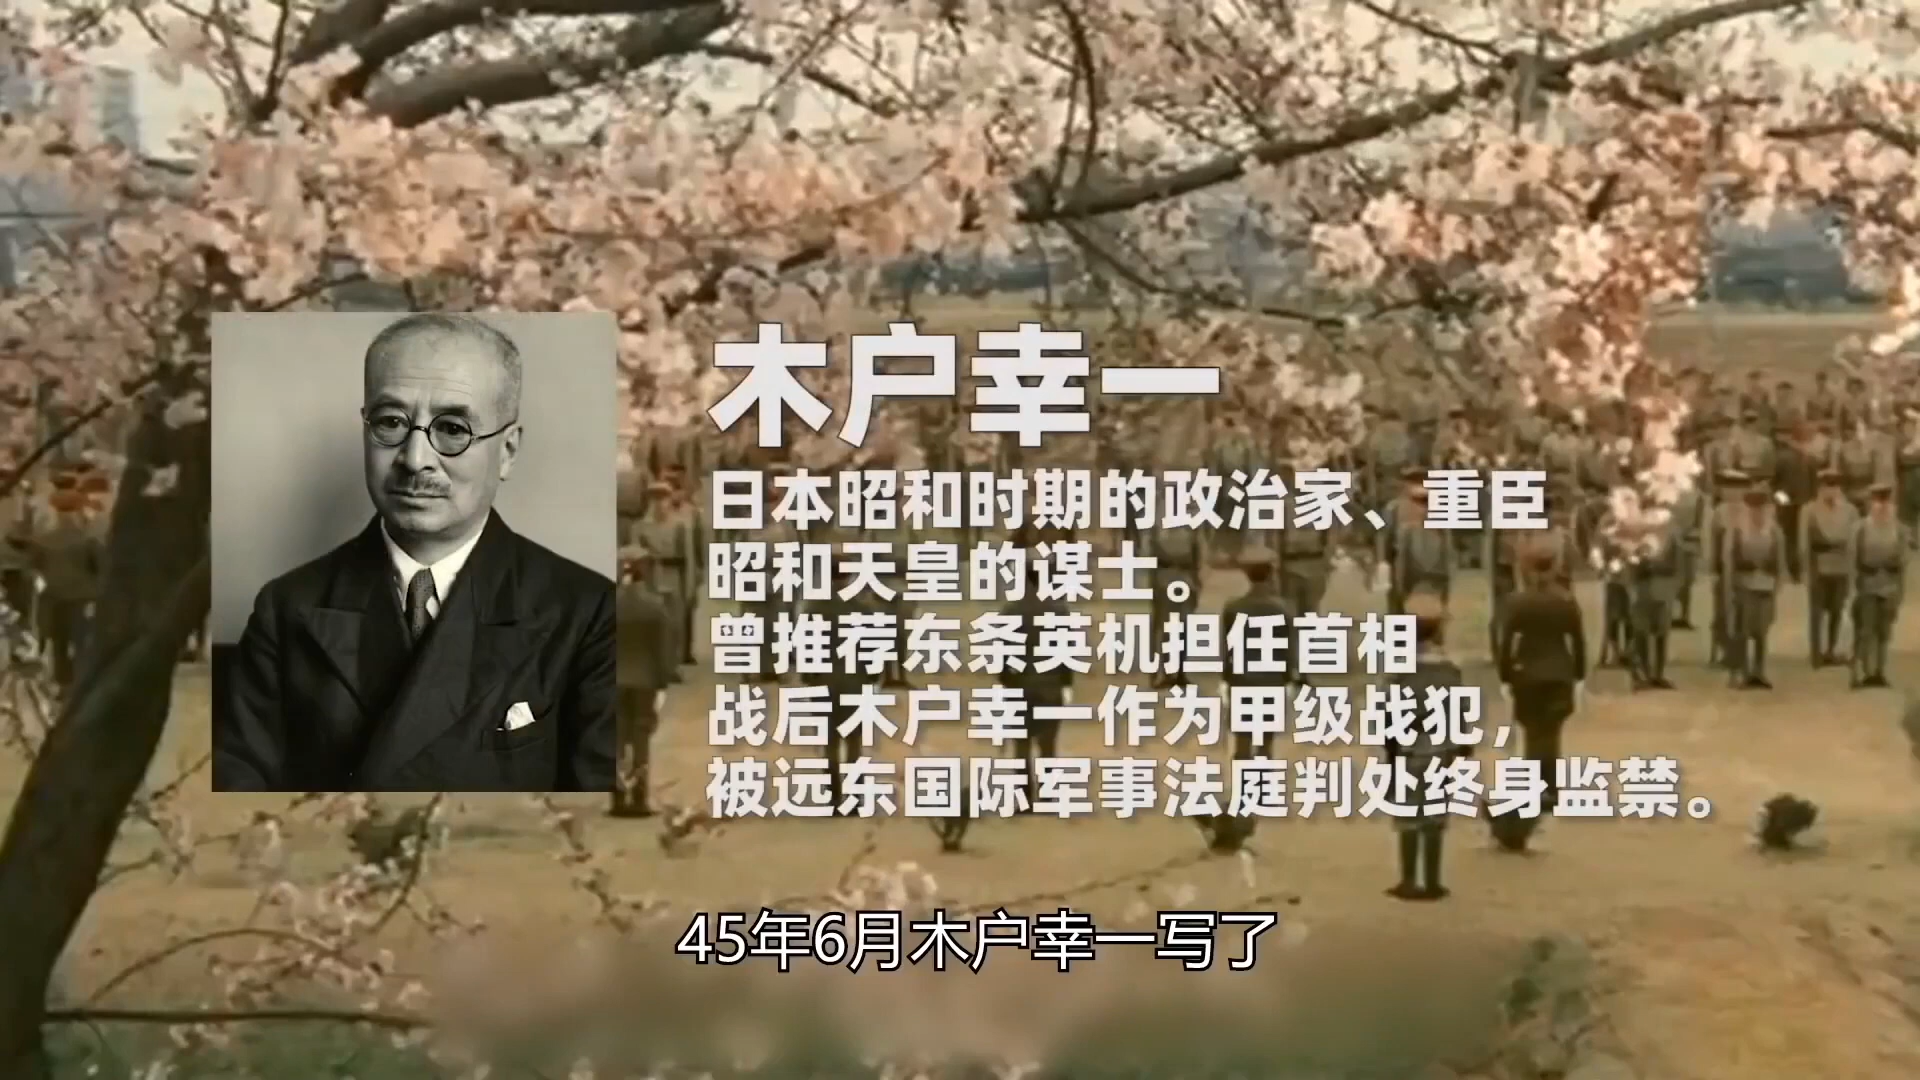 木户幸一
日本昭和时期的政治家、重臣
昭和天皇的谋士。
曾推荐东条英机担任首相
战后木户幸一作为甲级战犯，
被远东国际军事法庭判处终身监禁。
45年6月木户幸一写了